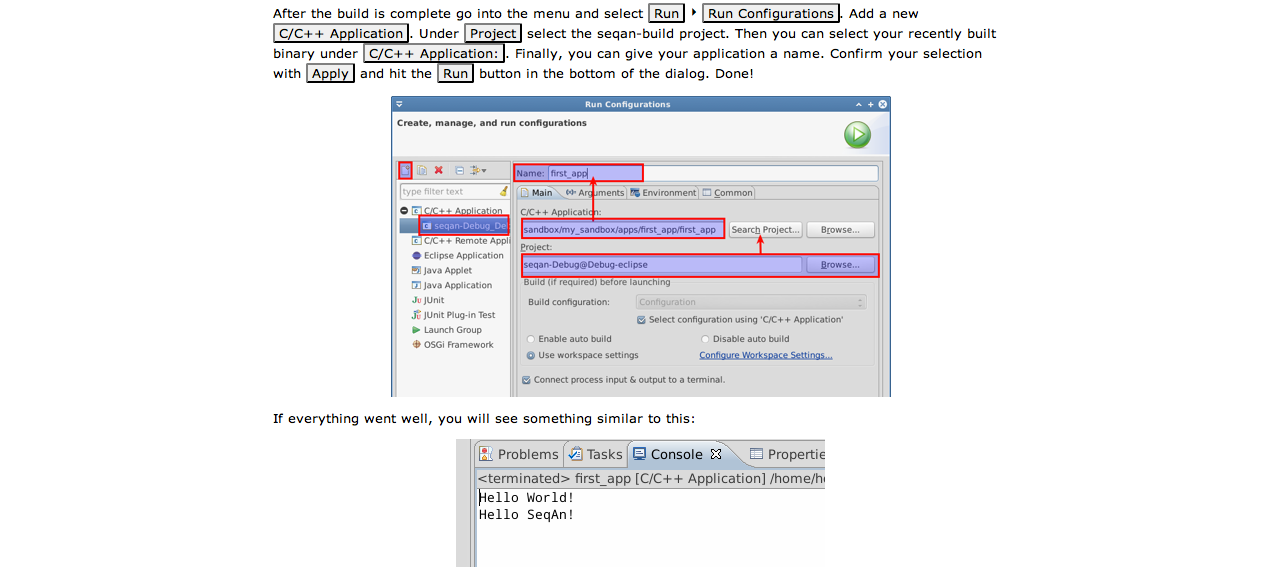 After the build is complete go into the menu and select Run ‣ Run Configurations. Add a new
C/C++ Application. Under Project select the seqan-build project. Then you can select your recently built
binary under C/C++ Application:. Finally, you can give your application a name. Confirm your selection
with Apply and hit the Run button in the bottom of the dialog. Done!
Run Configurations
Create, manage, and run configurations
Name: first_app
type filter text
Main Arguments Environment Common
C/C++ Application
seqan-Debug_De
C/C++ Remote Appli
Eclipse Application
Java Applet
Java Application
JUnit
JUnit Plug-in Test
Launch Group
OSGi Framework
C/C++ Application:
sandbox/my_sandbox/apps/first_app/first_app Search Project... Browse...
Project:
seqan-Debug@Debug-eclipse Browse...
Build (if required) before launching
Build configuration: Configuration
Select configuration using 'C/C++ Application'
Enable auto build Disable auto build
Use workspace settings Configure Workspace Settings...
Connect process input & output to a terminal.
If everything went well, you will see something similar to this:
Problems Tasks Console Propertie
<terminated> first_app [C/C++ Application] /home/h
Hello World!
Hello SeqAn!